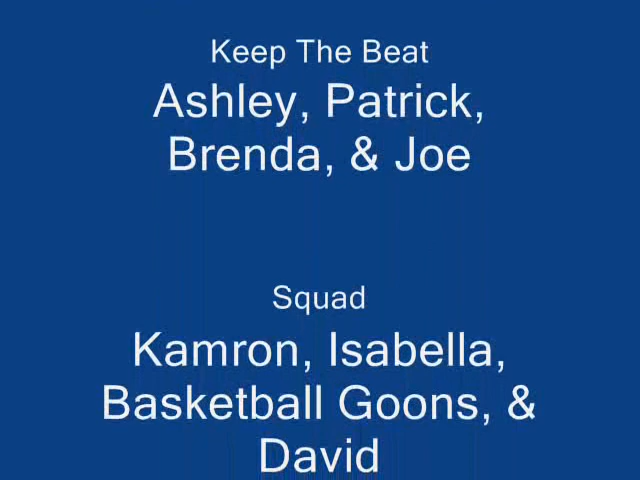 Keep The Beat
Ashley, Patrick,
Brenda, & Joe
Squad
Kamron, Isabella,
Basketball Goons, &
David